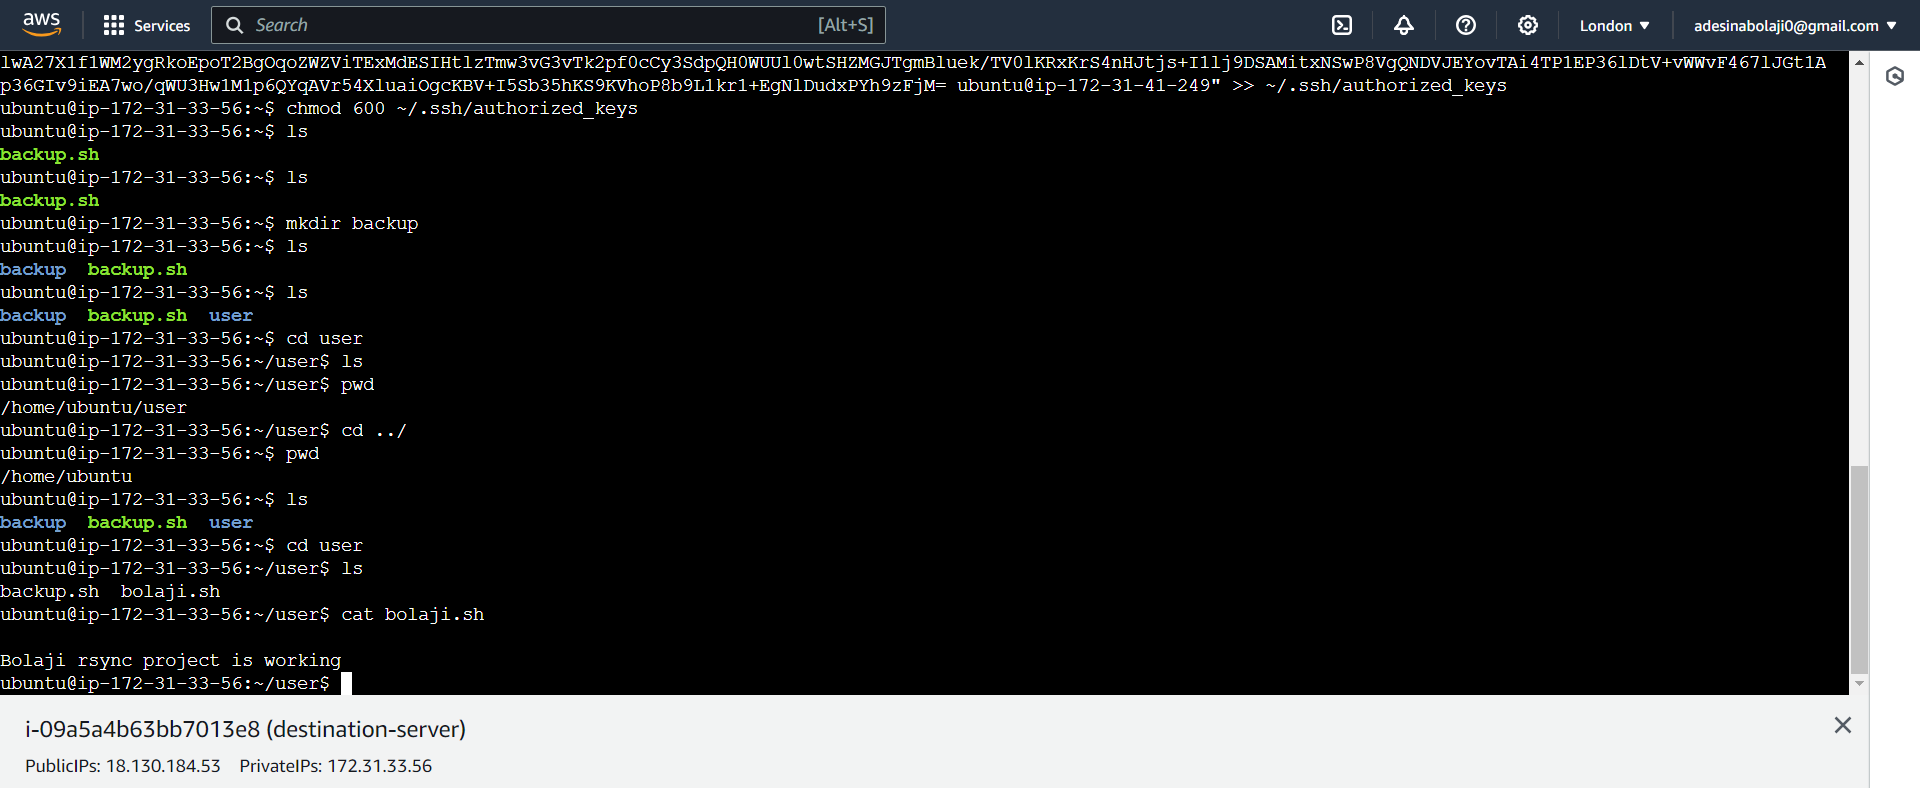 aws
Services
Search
[Alt+S]
London
adesinabolaji0@gmail.com
lwA27X1f1WM2ygRkoEpoT2BgOqoZWZViTExMdESIHtlzTmw3vG3vTk2pf0cCy3SdpQH0WUUl0wtSHZMGJTgmBluek/TV0lKRxKrS4nHJtjs+I1lj9DSAMitxNSwP8VgQNDVJEYovTAi4TP1EP36lDtV+vWWvF467lJGt1A
p36GIv9iEA7wo/qWU3HwlM1p6QYqAVr54XluaiOgcKBV+I5Sb35hKS9KVhoP8b9L1kr1+EgNlDudxPYh9zFjM= ubuntu@ip-172-31-41-249" >> ~/.ssh/authorized_keys
ubuntu@ip-172-31-33-56:~$ chmod 600 ~/.ssh/authorized_keys
ubuntu@ip-172-31-33-56:~$ ls
backup.sh
ubuntu@ip-172-31-33-56:~$ ls
backup.sh
ubuntu@ip-172-31-33-56:~$ mkdir backup
ubuntu@ip-172-31-33-56:~$ ls
backup  backup.sh
ubuntu@ip-172-31-33-56:~$ ls
backup  backup.sh  user
ubuntu@ip-172-31-33-56:~$ cd user
ubuntu@ip-172-31-33-56:~/user$ ls
ubuntu@ip-172-31-33-56:~/user$ pwd
/home/ubuntu/user
ubuntu@ip-172-31-33-56:~/user$ cd ../
ubuntu@ip-172-31-33-56:~$ pwd
/home/ubuntu
ubuntu@ip-172-31-33-56:~$ ls
backup  backup.sh  user
ubuntu@ip-172-31-33-56:~$ cd user
ubuntu@ip-172-31-33-56:~/user$ ls
backup.sh  bolaji.sh
ubuntu@ip-172-31-33-56:~/user$ cat bolaji.sh
Bolaji rsync project is working
ubuntu@ip-172-31-33-56:~/user$
i-09a5a4b63bb7013e8 (destination-server)
PublicIPs: 18.130.184.53 PrivateIPs: 172.31.33.56